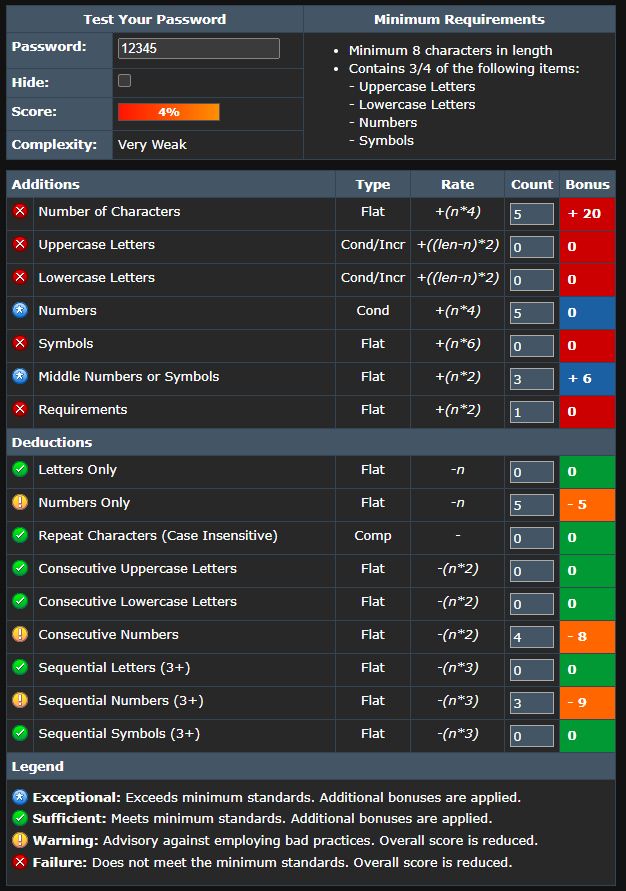 Test Your Password Minimum Requirements
Password: 12345
Hide:
Score: 4%
Complexity: Very Weak
Minimum 8 characters in length
Contains 3/4 of the following items:
- Uppercase Letters
- Lowercase Letters
- Numbers
- Symbols
Additions Type Rate Count Bonus
Number of Characters Flat +(n*4) 5 + 20
Uppercase Letters Cond/Incr +((len-n)*2) 0 0
Lowercase Letters Cond/Incr +((len-n)*2) 0 0
Numbers Cond +(n*4) 5 0
Symbols Flat +(n*6) 0 0
Middle Numbers or Symbols Flat +(n*2) 3 + 6
Requirements Flat +(n*2) 1 0
Deductions
Letters Only Flat -n 0 0
Numbers Only Flat -n 5 - 5
Repeat Characters (Case Insensitive) Comp - 0 0
Consecutive Uppercase Letters Flat -(n*2) 0 0
Consecutive Lowercase Letters Flat -(n*2) 0 0
Consecutive Numbers Flat -(n*2) 4 - 8
Sequential Letters (3+) Flat -(n*3) 0 0
Sequential Numbers (3+) Flat -(n*3) 3 - 9
Sequential Symbols (3+) Flat -(n*3) 0 0
Legend
Exceptional: Exceeds minimum standards. Additional bonuses are applied.
Sufficient: Meets minimum standards. Additional bonuses are applied.
Warning: Advisory against employing bad practices. Overall score is reduced.
Failure: Does not meet the minimum standards. Overall score is reduced.